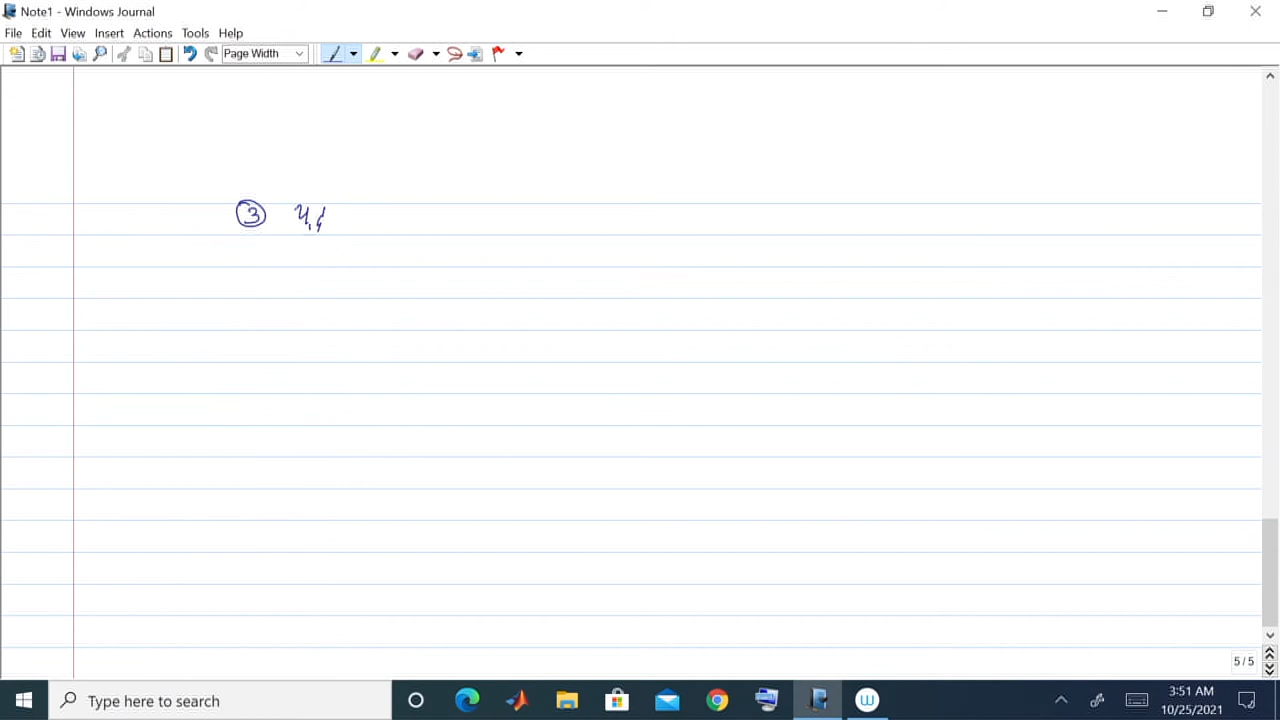 Note1 - Windows Journal
File Edit View Insert Actions Tools Help
Page Width
3
5 / 5
Type here to search
W
3:51 AM
10/25/2021